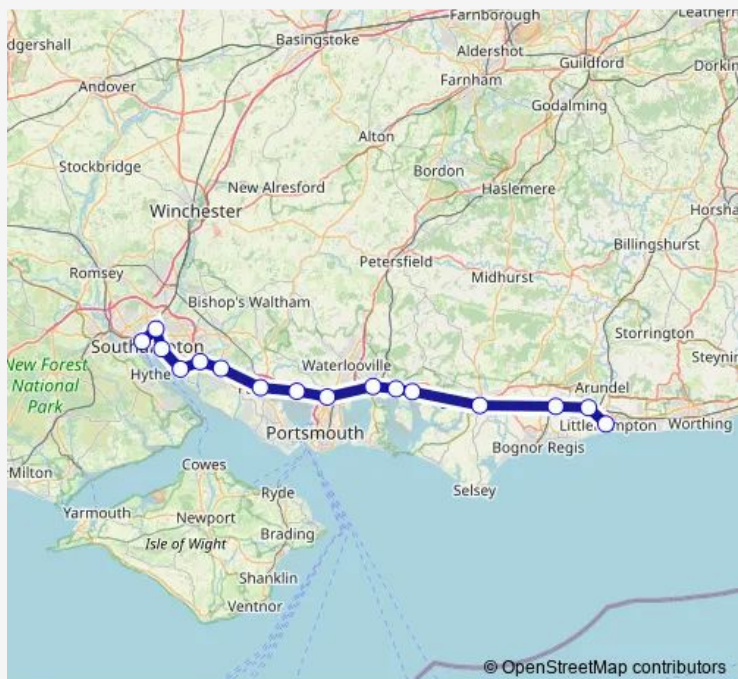 Farnborough
Leather
dgershall
Basingstoke
Aldershot
Guildford
Dorkin
Andover
Farnham
Godalming
Alton
Stockbridge
Bordon
New Alresford
Haslemere
Winchester
Horsha
Billingshurst
Petersfield
Romsey
Midhurst
Bishop's Waltham
Storrington
Southampton
Steynin
New Forest
National
Park
Hythe
Waterlooville
Arundel
Littlehampton
Worthing
Portsmouth
Bognor Regis
Milton
Cowes
Selsey
Ryde
Yarmouth
Newport
Brading
Isle of Wight
Shanklin
Ventnor
© OpenStreetMap contributors